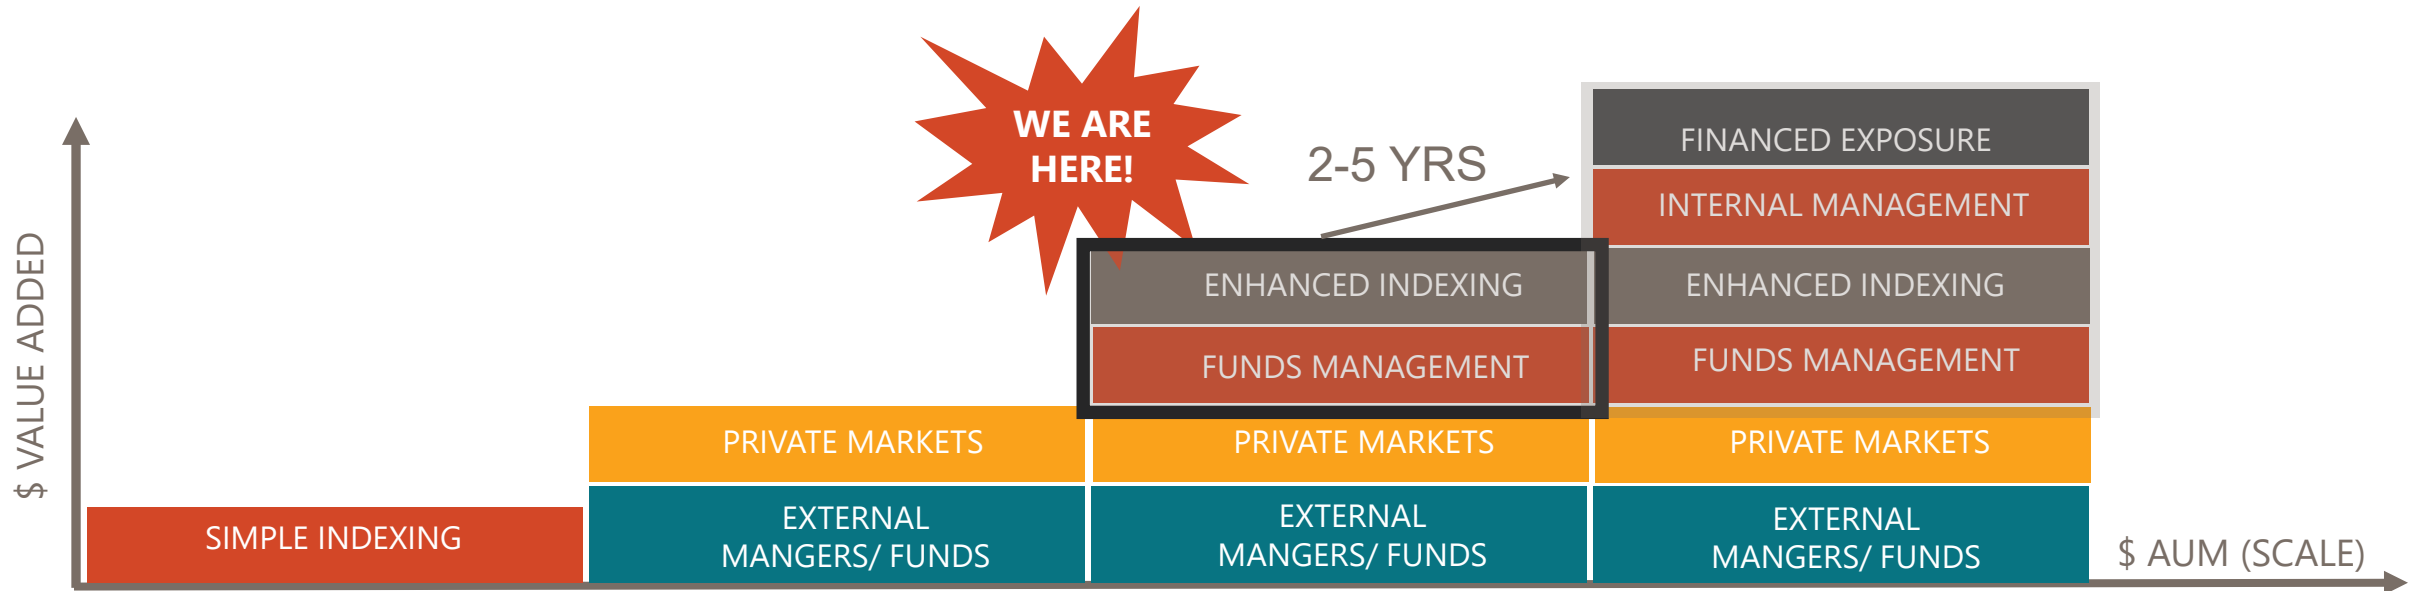 WE ARE
HERE!
2-5 YRS
$ VALUE ADDED
SIMPLE INDEXING
PRIVATE MARKETS
EXTERNAL
MANGERS/ FUNDS
ENHANCED INDEXING
FUNDS MANAGEMENT
PRIVATE MARKETS
EXTERNAL
MANGERS/ FUNDS
FINANCED EXPOSURE
INTERNAL MANAGEMENT
ENHANCED INDEXING
FUNDS MANAGEMENT
PRIVATE MARKETS
EXTERNAL
MANGERS/ FUNDS
$ AUM (SCALE)